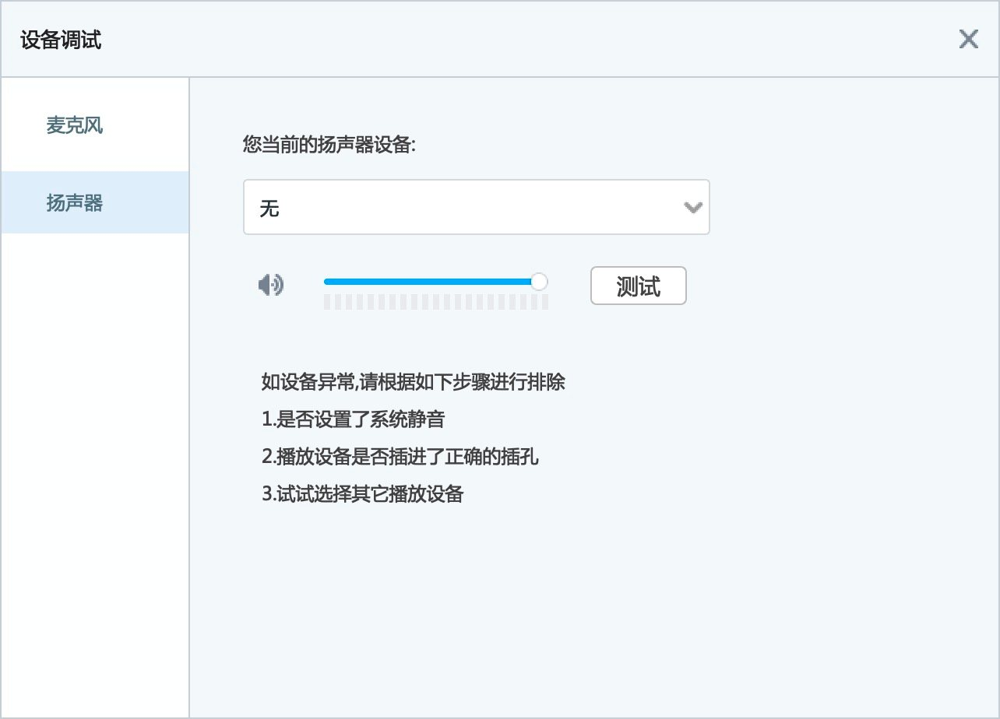 设备调试
麦克风
扬声器
您当前的扬声器设备:
无
测试
如设备异常,请根据如下步骤进行排除
1.是否设置了系统静音
2.播放设备是否插进了正确的插孔
3.试试选择其它播放设备